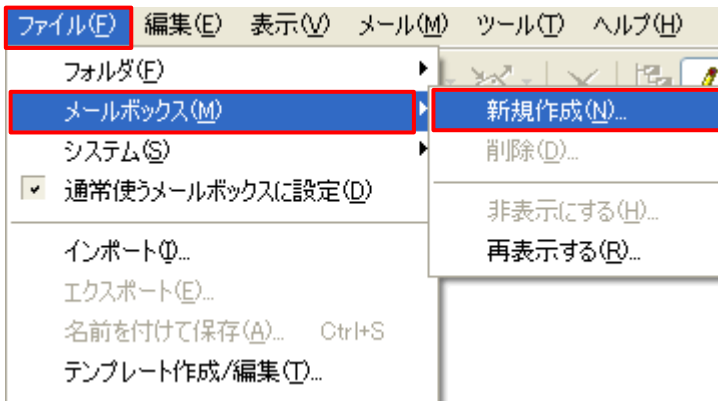 ファイル(F) 編集(E) 表示(V) メール(M) ツール(T) ヘルプ(H)
フォルダ(F)
メールボックス(M)
システム(S)
通常使うメールボックスに設定(D)
インポート(I)...
エクスポート(E)...
名前を付けて保存(A)... Ctrl+S
テンプレート作成/編集(T)...
新規作成(N)...
削除(D)...
非表示にする(H)...
再表示する(R)...